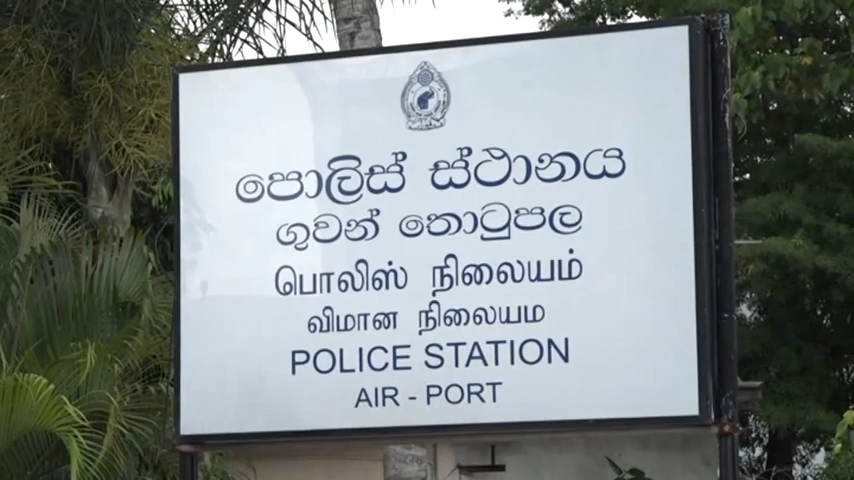 පොලිස් ස්ථානය
ගුවන් තොටුපල
பொலிஸ் நிலையம்
விமான நிலையம
POLICE STATION
AIR - PORT